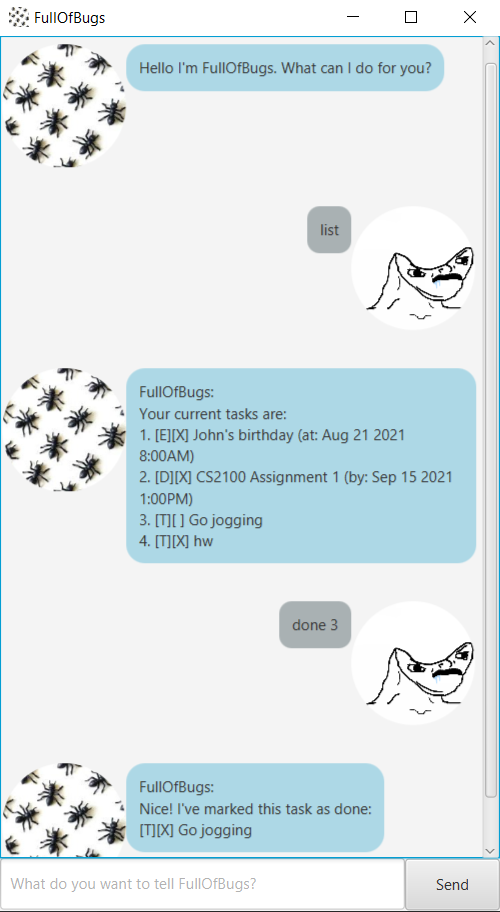 FullOfBugs
Hello I'm FullOfBugs. What can I do for you?
list
FullOfBugs:
Your current tasks are:
1. [E][X] John's birthday (at: Aug 21 2021
8:00AM)
2. [D][X] CS2100 Assignment 1 (by: Sep 15 2021
1:00PM)
3. [T][ ] Go jogging
4. [T][X] hw
done 3
FullOfBugs:
Nice! I've marked this task as done:
[T][X] Go jogging
What do you want to tell FullOfBugs?
Send